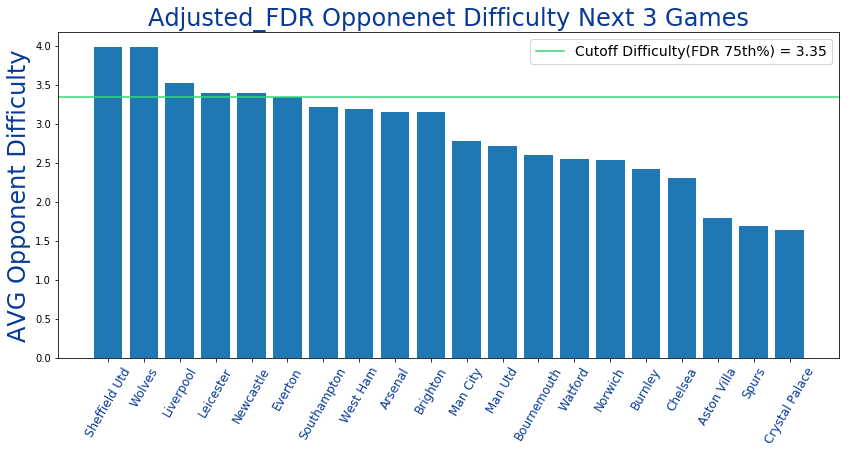 Adjusted_FDR Opponenet Difficulty Next 3 Games
Cutoff Difficulty(FDR 75th%) = 3.35
AVG Opponent Difficulty
4.0
3.5
3.0
2.5
2.0
1.5
1.0
0.5
0.0
Sheffield Utd
Wolves
Liverpool
Leicester
Newcastle
Everton
Southampton
West Ham
Arsenal
Brighton
Man City
Man Utd
Bournemouth
Watford
Norwich
Burnley
Chelsea
Aston Villa
Spurs
Crystal Palace